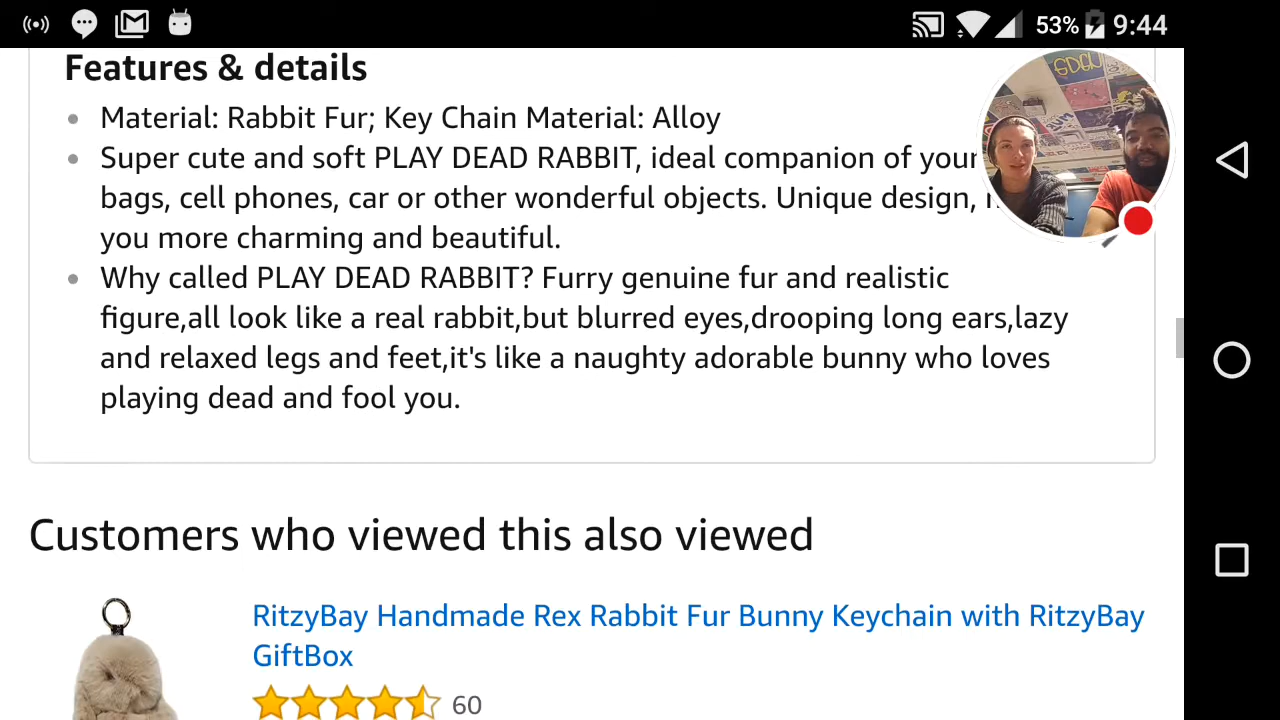 53% 9:44
Features & details
Material: Rabbit Fur; Key Chain Material: Alloy
Super cute and soft PLAY DEAD RABBIT, ideal companion of your
bags, cell phones, car or other wonderful objects. Unique design,
you more charming and beautiful.
Why called PLAY DEAD RABBIT? Furry genuine fur and realistic
figure,all look like a real rabbit,but blurred eyes,drooping long ears,lazy
and relaxed legs and feet,it's like a naughty adorable bunny who loves
playing dead and fool you.
Customers who viewed this also viewed
RitzyBay Handmade Rex Rabbit Fur Bunny Keychain with RitzyBay
GiftBox
60
EDEN